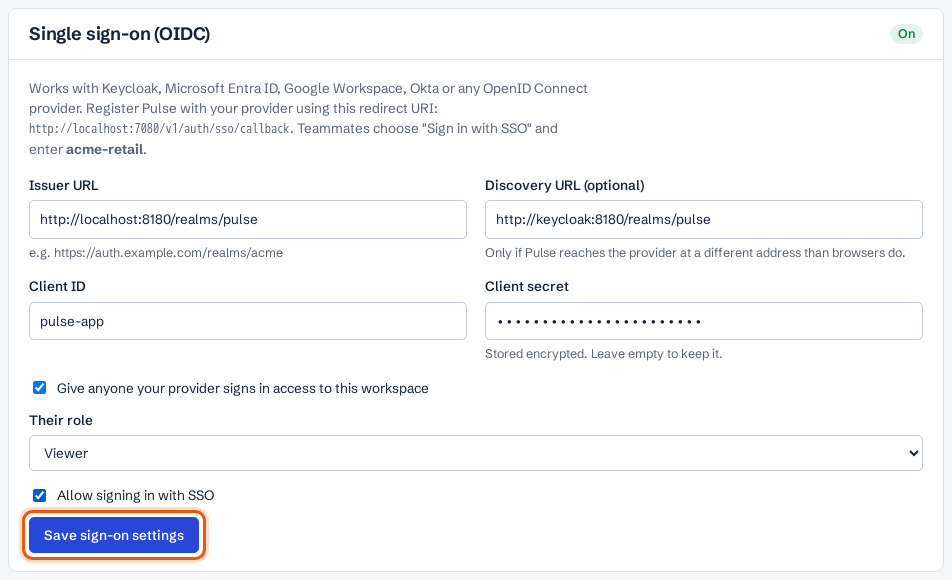 Single sign-on (OIDC)
On
Works with Keycloak, Microsoft Entra ID, Google Workspace, Okta or any OpenID Connect
provider. Register Pulse with your provider using this redirect URI:
http://localhost:7080/v1/auth/sso/callback. Teammates choose "Sign in with SSO" and
enter acme-retail.
Issuer URL
Discovery URL (optional)
http://localhost:8180/realms/pulse
http://keycloak:8180/realms/pulse
e.g. https://auth.example.com/realms/acme
Only if Pulse reaches the provider at a different address than browsers do.
Client ID
Client secret
pulse-app
•••••••••••••••••••••••
Stored encrypted. Leave empty to keep it.
Give anyone your provider signs in access to this workspace
Their role
Viewer
Allow signing in with SSO
Save sign-on settings